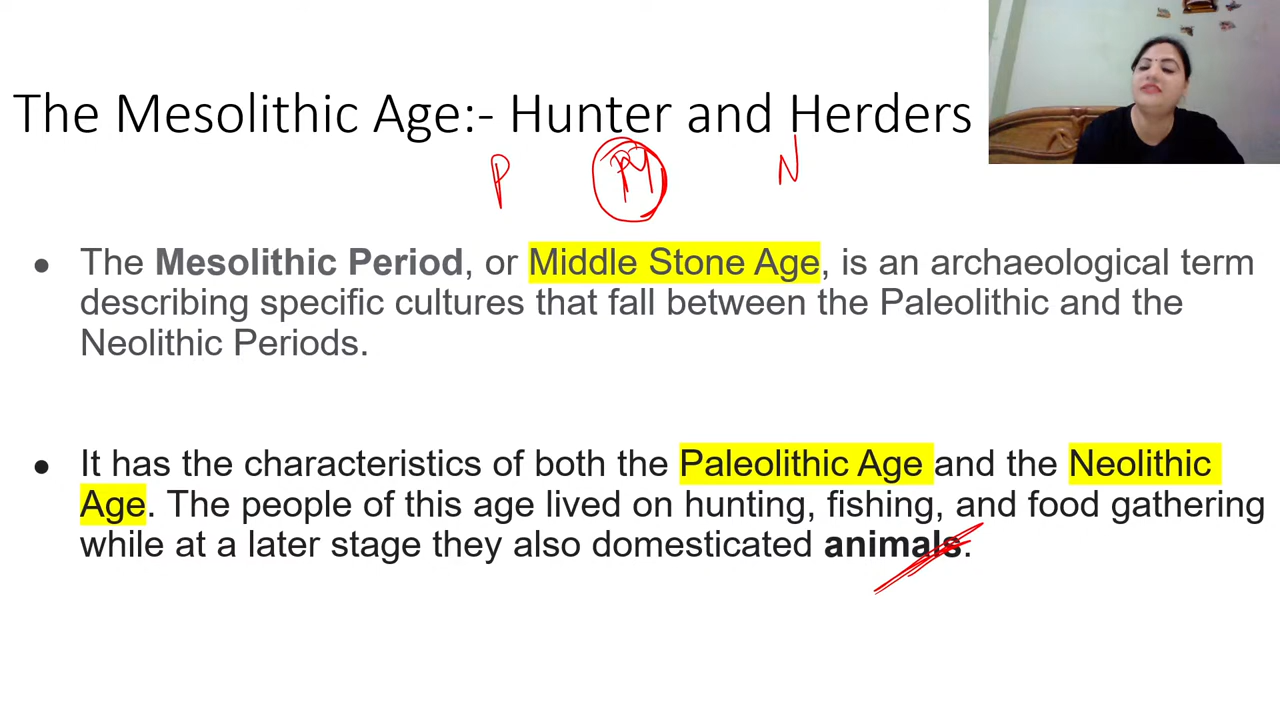 The Mesolithic Age:- Hunter and Herders
P M N
● The Mesolithic Period, or Middle Stone Age, is an archaeological term
describing specific cultures that fall between the Paleolithic and the
Neolithic Periods.
● It has the characteristics of both the Paleolithic Age and the Neolithic
Age. The people of this age lived on hunting, fishing, and food gathering
while at a later stage they also domesticated animals.